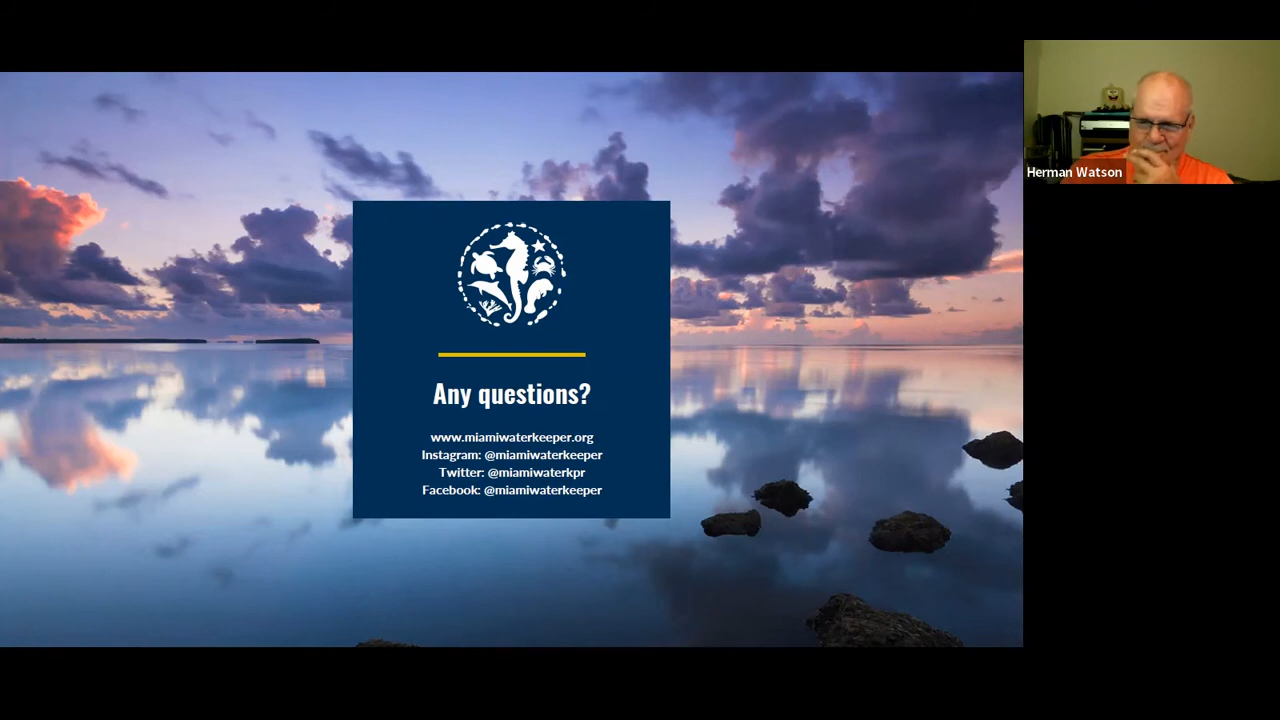 Any questions?
www.miamiwaterkeeper.org
Instagram: @miamiwaterkeeper
Twitter: @miamiwaterkpr
Facebook: @miamiwaterkeeper
Herman Watson